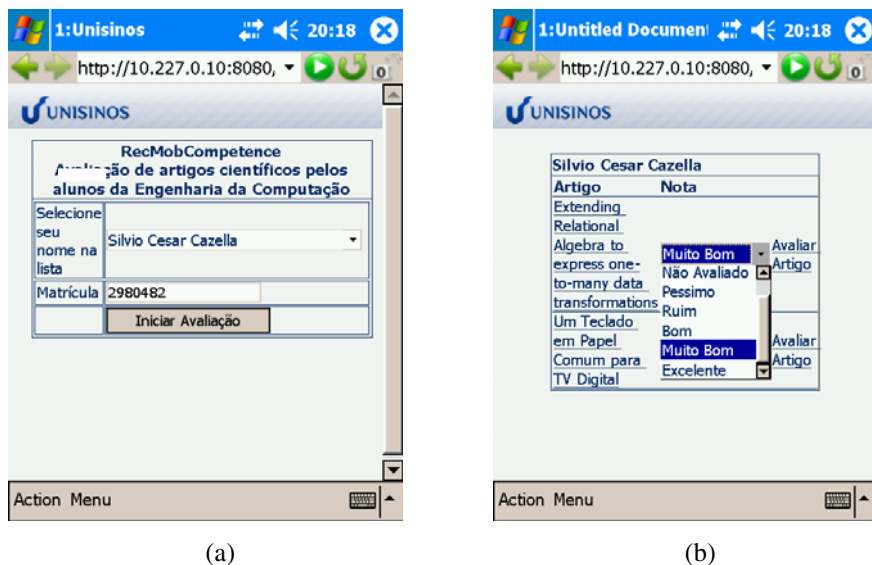 1:Unisinos 20:18
http://10.227.0.10:8080,
UNISINOS
RecMobCompetence
ção de artigos científicos pelos
alunos da Engenharia da Computação
Selecione
seu
nome na
lista
Silvio Cesar Cazella
Matrícula 2980482
Iniciar Avaliação
Action Menu
(a)
1:Untitled Documen 20:18
http://10.227.0.10:8080,
UNISINOS
Silvio Cesar Cazella
Artigo Nota
Extending
Relational
Algebra to
express one-
to-many data
transformations
Muito Bom
Avaliar
Artigo
Não Avaliado
Pessimo
Ruim
Bom
Muito Bom
Excelente
Um Teclado
em Papel
Comum para
TV Digital
Avaliar
Artigo
Action Menu
(b)